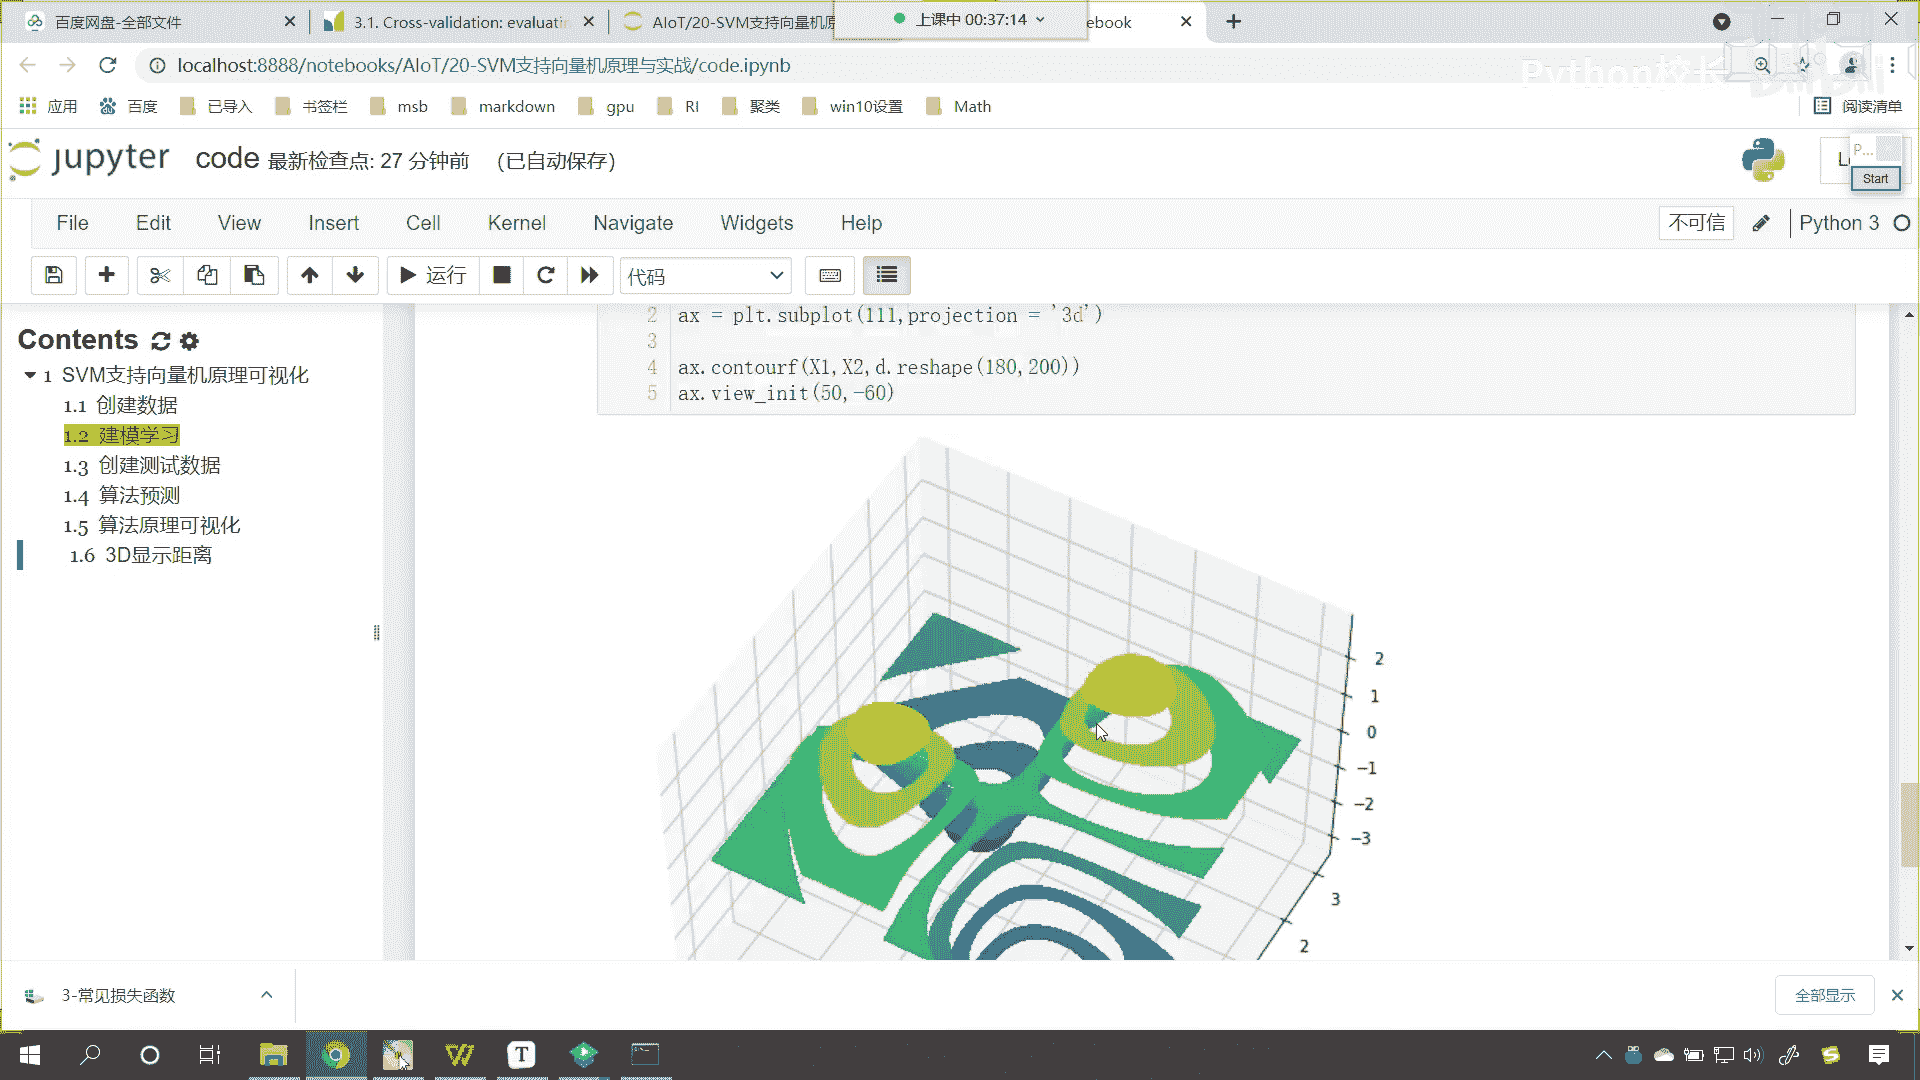 百度网盘-全部文件
3.1. Cross-validation: evaluatin
AIoT/20-SVM支持向量机原
上课中 00:37:14
ebook
localhost:8888/notebooks/AIoT/20-SVM支持向量机原理与实战/code.ipynb
Python校长
bilibili
应用 百度 已导入 书签栏 msb markdown gpu RI 聚类 win10设置 Math 阅读清单
jupyter code 最新检查点: 27 分钟前 (已自动保存)
P...
Start
File Edit View Insert Cell Kernel Navigate Widgets Help 不可信 Python 3
运行 代码
Contents
1 SVM支持向量机原理可视化
1.1 创建数据
1.2 建模学习
1.3 创建测试数据
1.4 算法预测
1.5 算法原理可视化
1.6 3D显示距离
2 ax = plt.subplot(111,projection = '3d')
3
4 ax.contourf(X1,X2,d.reshape(180,200))
5 ax.view_init(50,-60)
2
1
0
−1
−2
−3
3
2
3-常见损失函数
全部显示